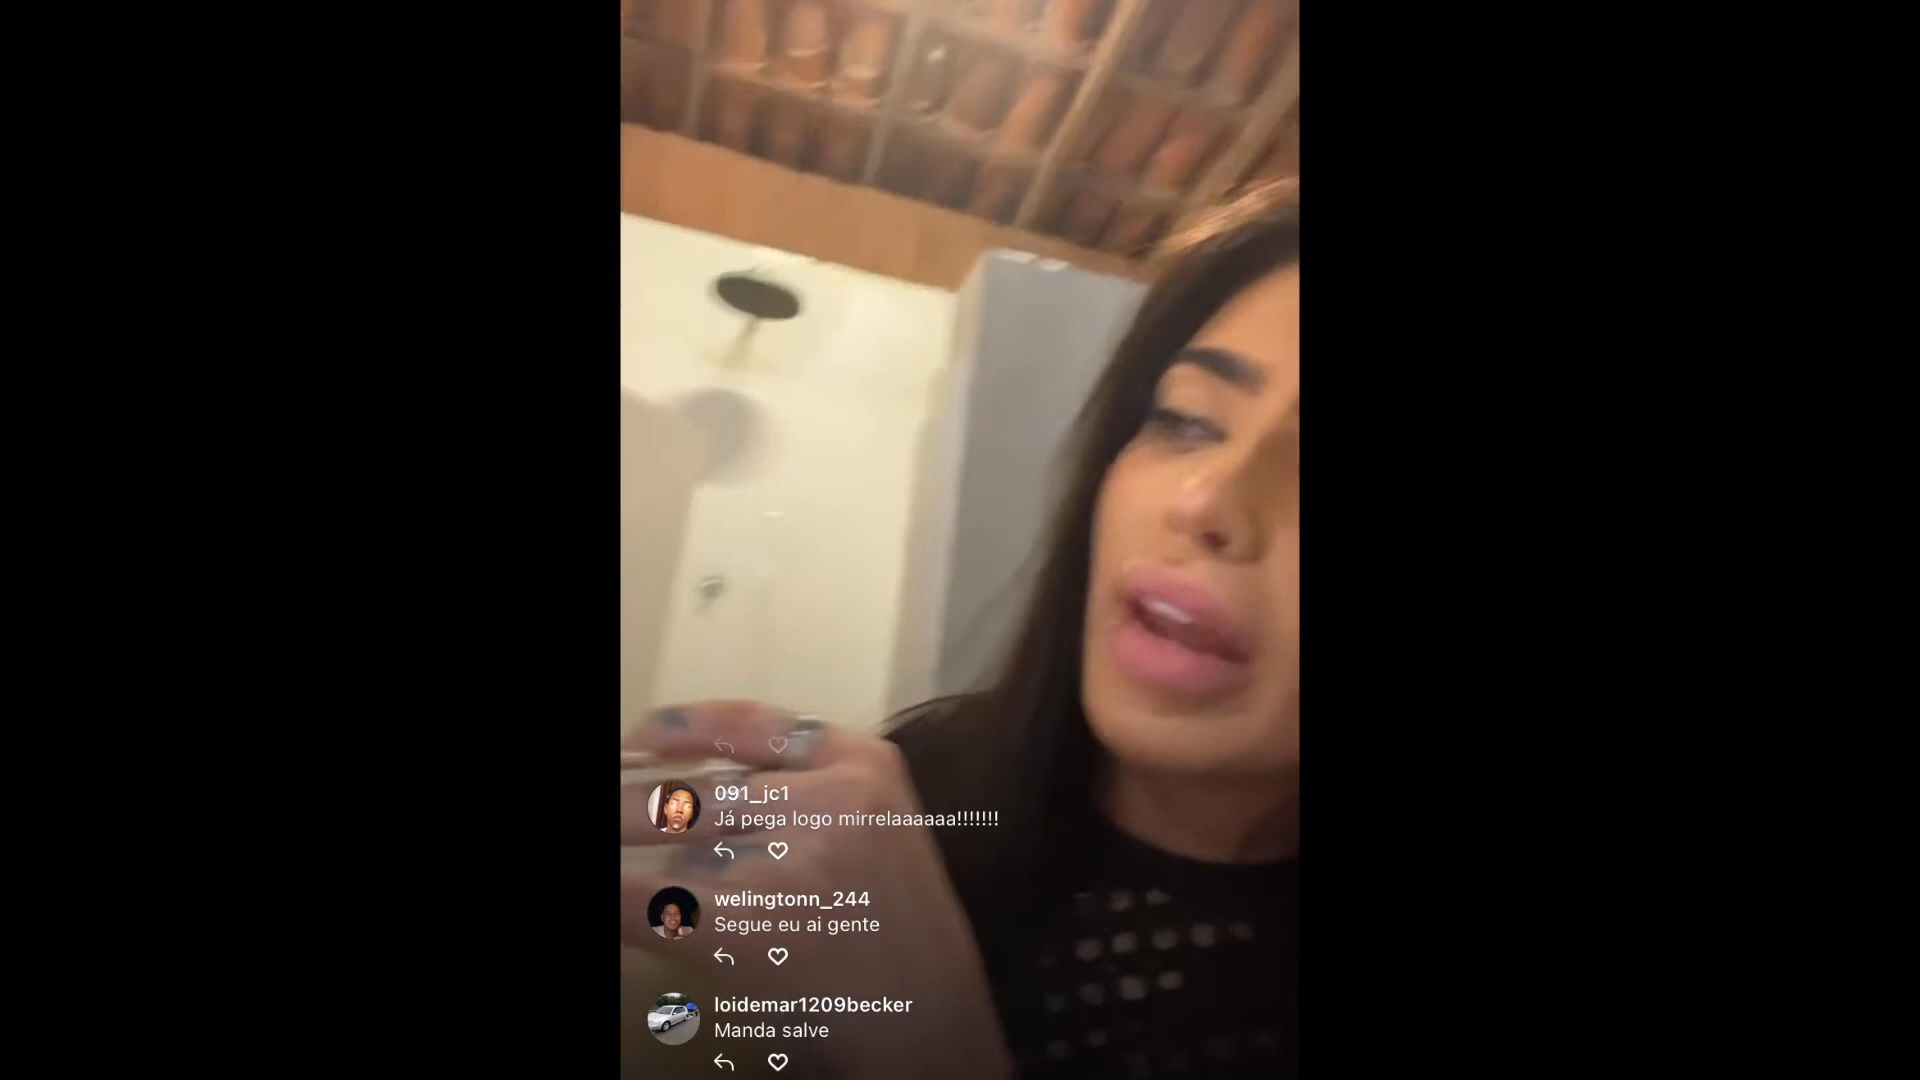 091_jc1
Já pega logo mirrelaaaaaa!!!!!!!
welingtonn_244
Segue eu ai gente
loidemar1209becker
Manda salve